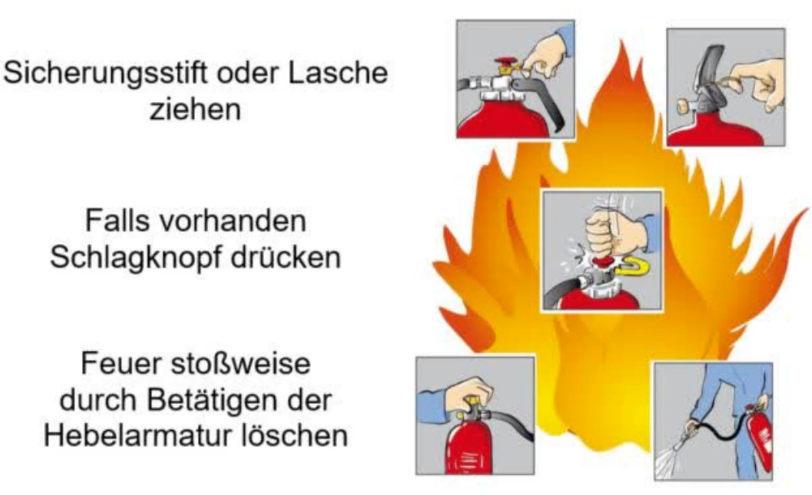 Sicherungsstift oder Lasche
ziehen
Falls vorhanden
Schlagknopf drücken
Feuer stoßweise
durch Betätigen der
Hebelarmatur löschen